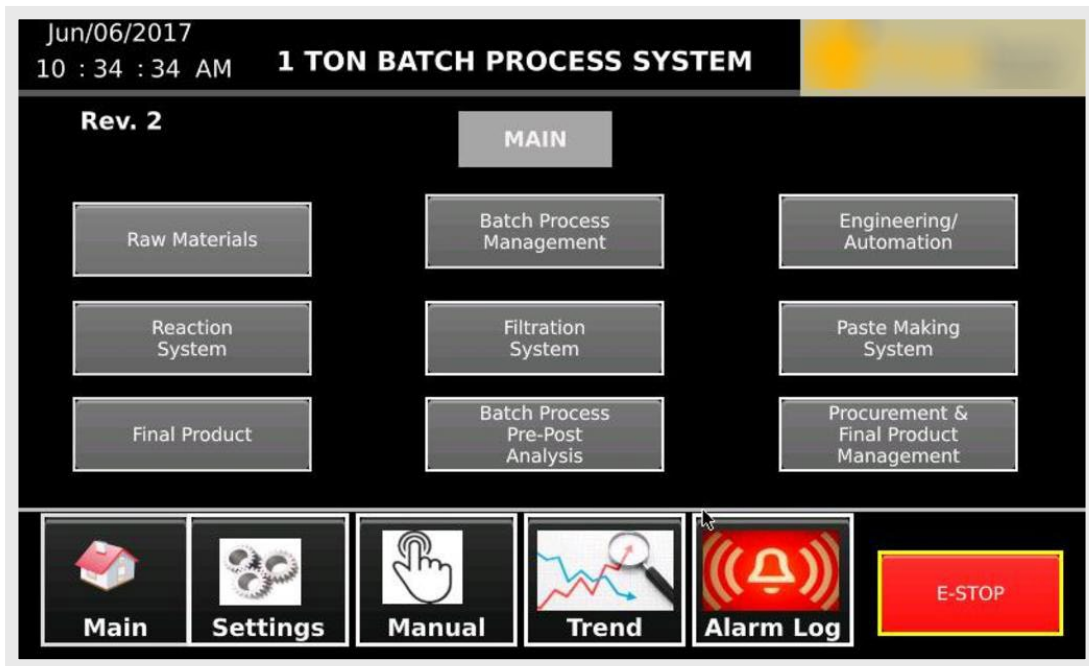 Jun/06/2017
10 : 34 : 34 AM
1 TON BATCH PROCESS SYSTEM
Rev. 2
MAIN
Raw Materials
Batch Process
Management
Engineering/
Automation
Reaction
System
Filtration
System
Paste Making
System
Final Product
Batch Process
Pre-Post
Analysis
Procurement &
Final Product
Management
Main
Settings
Manual
Trend
Alarm Log
E-STOP